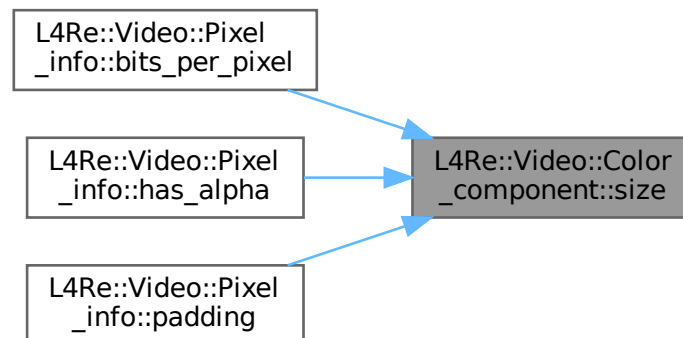 L4Re::Video::Pixel
_info::bits_per_pixel
L4Re::Video::Pixel
_info::has_alpha
L4Re::Video::Color
_component::size
L4Re::Video::Pixel
_info::padding